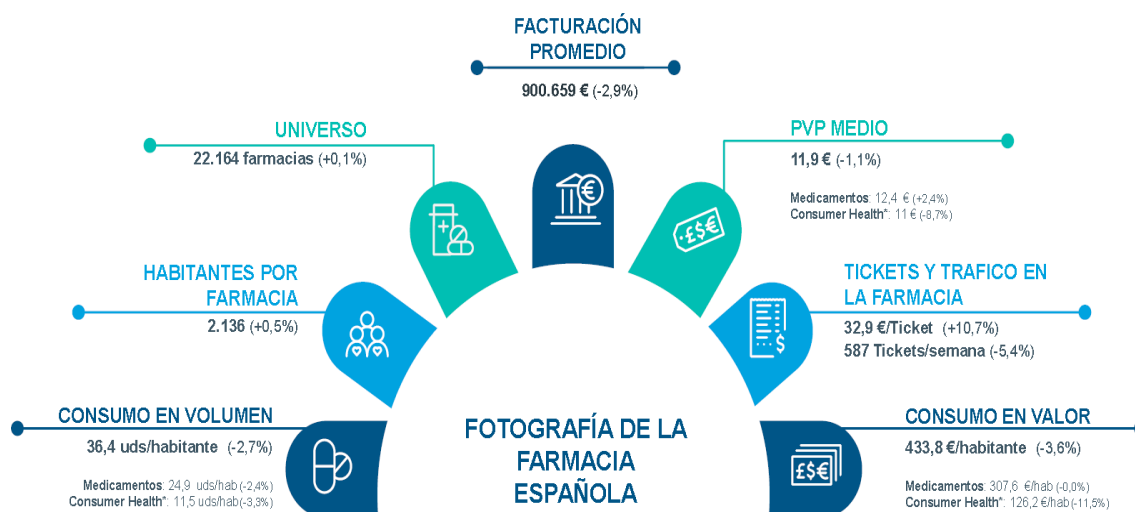 FACTURACIÓN
PROMEDIO
900.659 € (-2,9%)
UNIVERSO
22.164 farmacias (+0,1%)
PVP MEDIO
11,9 € (-1,1%)
Medicamentos: 12,4 € (+2,4%)
Consumer Health*: 11 € (-8,7%)
HABITANTES POR
FARMACIA
2.136 (+0,5%)
TICKETS Y TRAFICO EN
LA FARMACIA
32,9 €/Ticket (+10,7%)
587 Tickets/semana (-5,4%)
CONSUMO EN VOLUMEN
36,4 uds/habitante (-2,7%)
Medicamentos: 24,9 uds/hab (-2,4%)
Consumer Health*: 11,5 uds/hab(-3,3%)
CONSUMO EN VALOR
433,8 €/habitante (-3,6%)
Medicamentos: 307,6 €/hab (-0,0%)
Consumer Health*: 126,2 €/hab (-11,5%)
FOTOGRAFÍA DE LA
FARMACIA
ESPAÑOLA
€
£$€
$
£$€